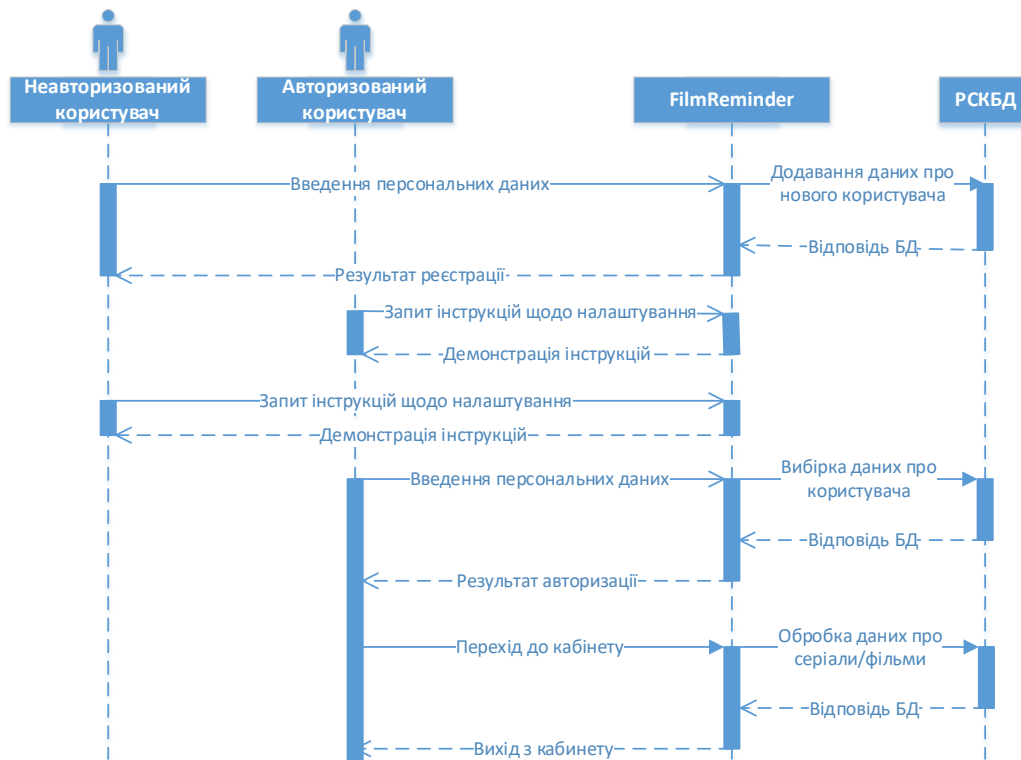 Неавторизований
користувач
Авторизований
користувач
FilmReminder
РСКБД
Введення персональних даних
Додавання даних про
нового користувача
Відповідь БД
Результат реєстрації
Запит інструкцій щодо налаштування
Демонстрація інструкцій
Запит інструкцій щодо налаштування
Демонстрація інструкцій
Введення персональних даних
Вибірка даних про
користувача
Відповідь БД
Результат авторизації
Перехід до кабінету
Обробка даних про
серіали/фільми
Відповідь БД
Вихід з кабінету